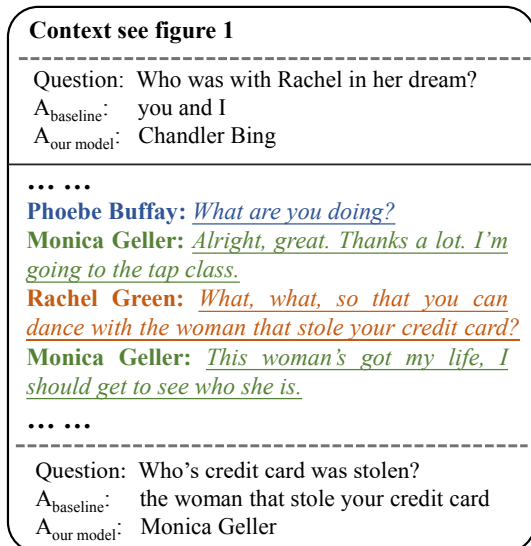 Context see figure 1
Question: Who was with Rachel in her dream?
A_baseline: you and I
A_our model: Chandler Bing
... ...
Phoebe Buffay: What are you doing?
Monica Geller: Alright, great. Thanks a lot. I'm
going to the tap class.
Rachel Green: What, what, so that you can
dance with the woman that stole your credit card?
Monica Geller: This woman's got my life, I
should get to see who she is.
... ...
Question: Who's credit card was stolen?
A_baseline: the woman that stole your credit card
A_our model: Monica Geller